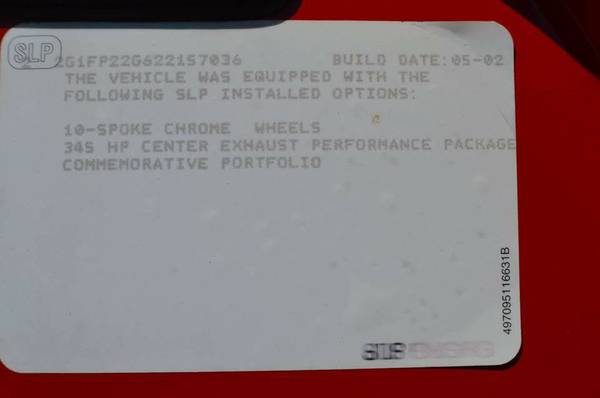 SLP
2G1FP22G622157036 BUILD DATE:05-02
THE VEHICLE WAS EQUIPPED WITH THE
FOLLOWING SLP INSTALLED OPTIONS:
10-SPOKE CHROME WHEELS
345 HP CENTER EXHAUST PERFORMANCE PACKAGE
COMMEMORATIVE PORTFOLIO
497095116631B